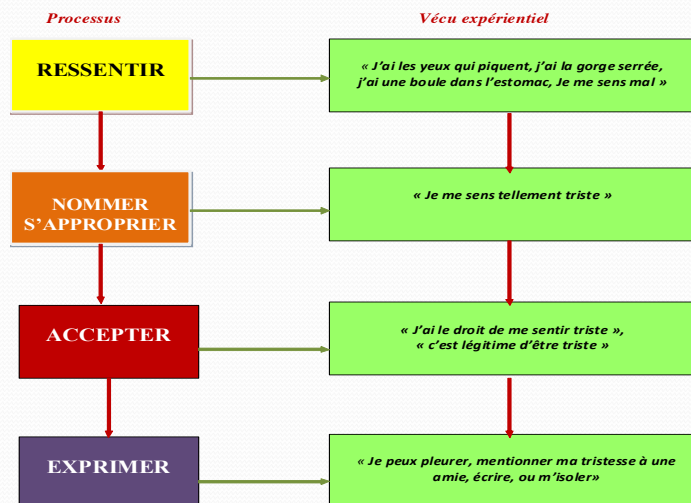 Processus
Vécu expérientiel
RESSENTIR
« J'ai les yeux qui piquent, j'ai la gorge serrée,
j'ai une boule dans l'estomac, Je me sens mal »
NOMMER
S'APPROPRIER
« Je me sens tellement triste »
ACCEPTER
« J'ai le droit de me sentir triste »,
« c'est légitime d'être triste »
EXPRIMER
« Je peux pleurer, mentionner ma tristesse à une
amie, écrire, ou m'isoler»